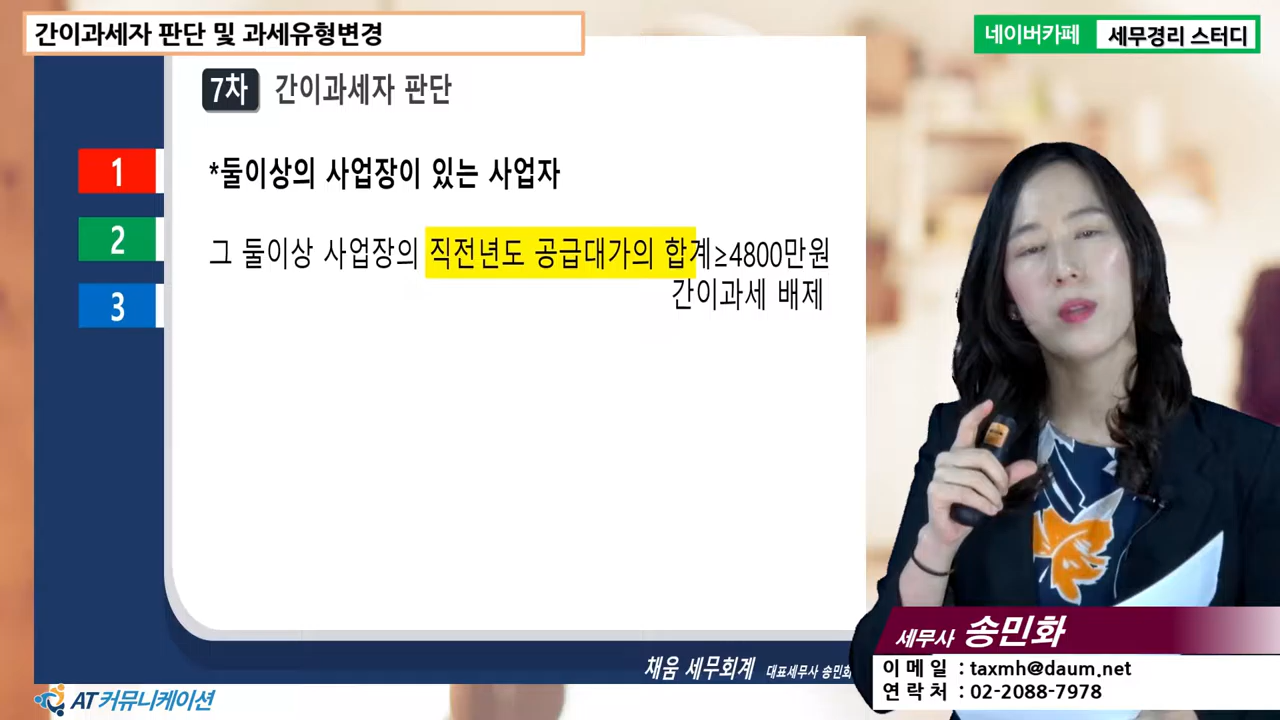 간이과세자 판단 및 과세유형변경
네이버카페 세무경리 스터디
7차 간이과세자 판단
1
*둘이상의 사업장이 있는 사업자
2
그 둘이상 사업장의 직전년도 공급대가의 합계≥4800만원
간이과세 배제
3
세무사 송민화
이 메 일 : taxmh@daum.net
연 락 처 : 02-2088-7978
채움 세무회계 대표세무사 송민화
AT커뮤니케이션